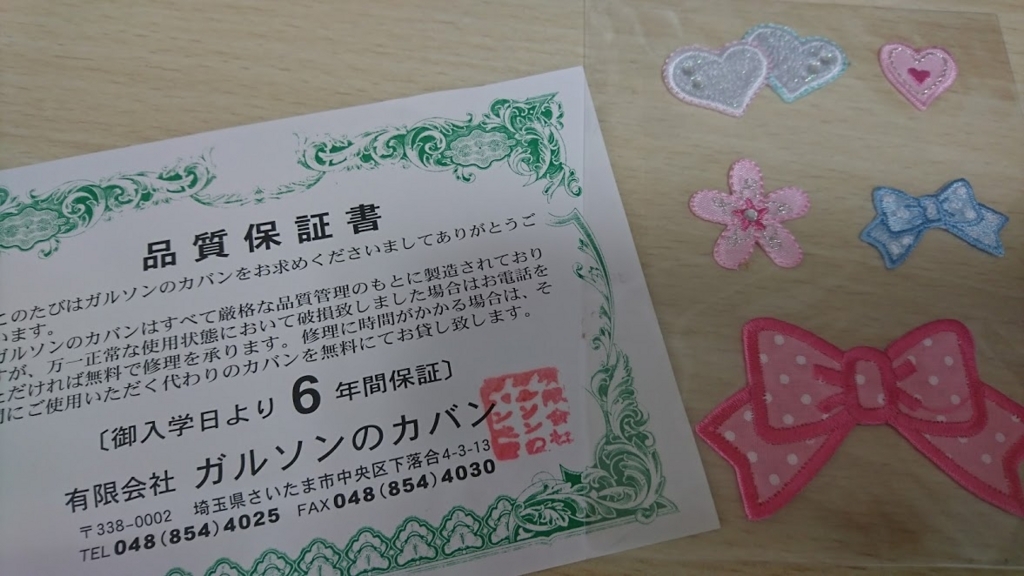 品質保証書
このたびはガルソンのカバンをお求めくださいましてありがとうご
います。
ガルソンのカバンはすべて厳格な品質管理のもとに製造されており
すが、万一正常な使用状態において破損致しました場合はお電話を
ただければ無料で修理を承ります。修理に時間がかかる場合は、そ
間にご使用いただく代わりのカバンを無料にてお貸し致します。
〔御入学日より 6 年間保証〕
有限会社 ガルソンのカバン
〒338-0002 埼玉県さいたま市中央区下落合4-3-13
TEL 048(854)4025 FAX 048(854)4030